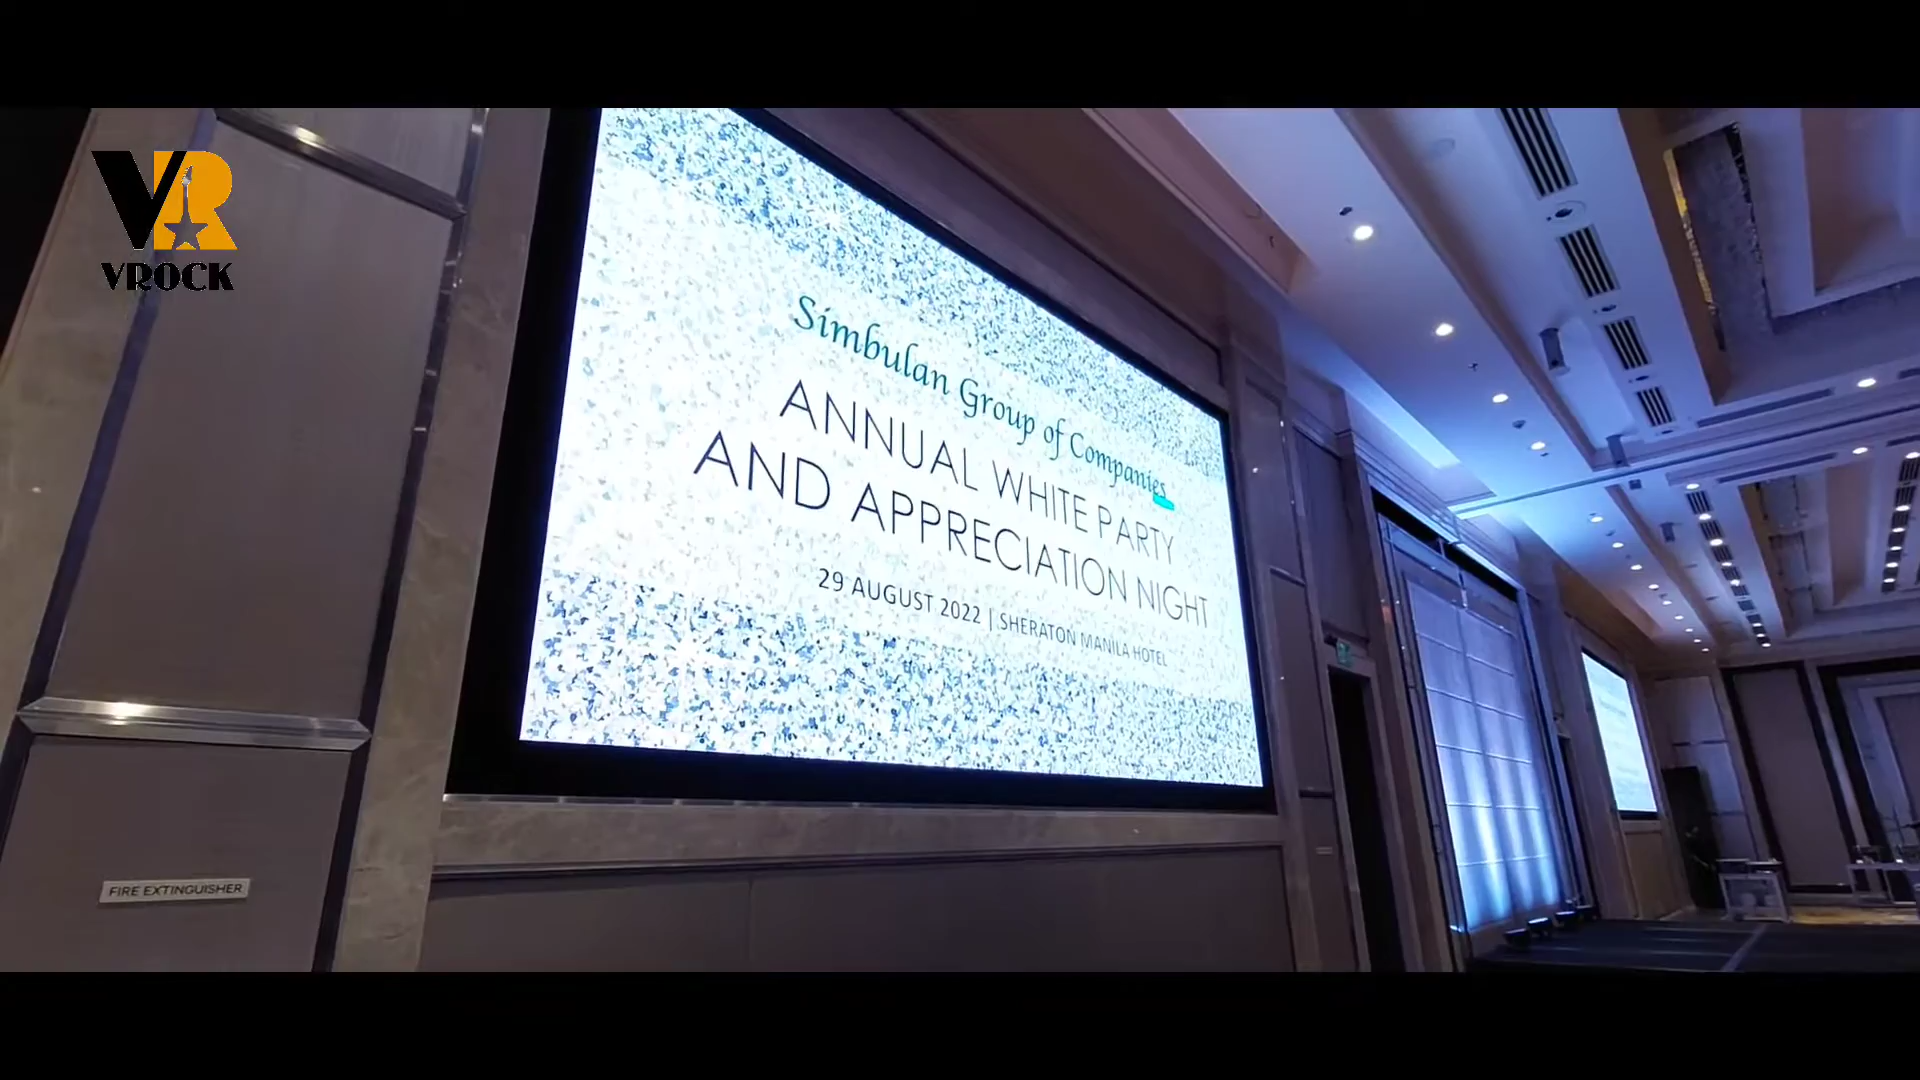 VR
VROCK
Simbulan Group of Companies
ANNUAL WHITE PARTY
AND APPRECIATION NIGHT
29 AUGUST 2022 | SHERATON MANILA HOTEL
FIRE EXTINGUISHER